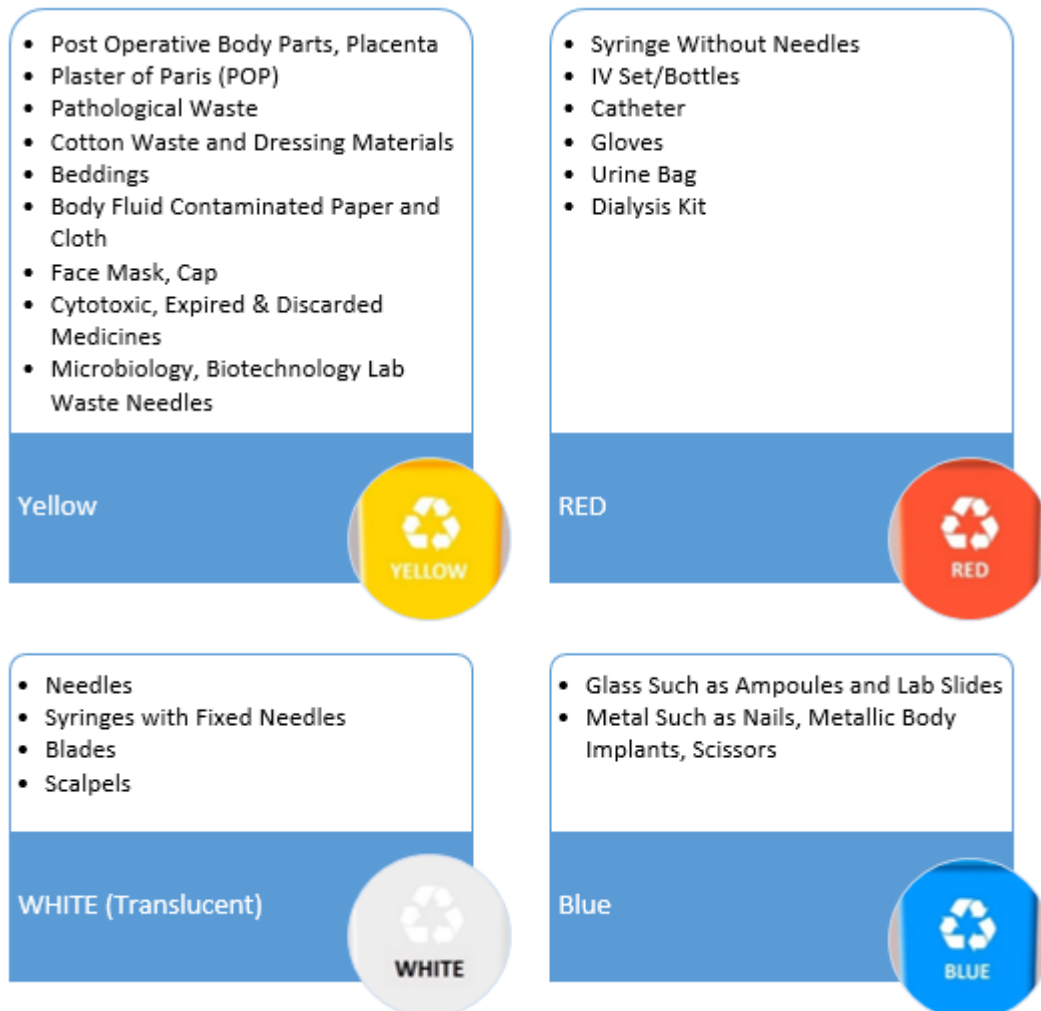 • Post Operative Body Parts, Placenta
• Plaster of Paris (POP)
• Pathological Waste
• Cotton Waste and Dressing Materials
• Beddings
• Body Fluid Contaminated Paper and
Cloth
• Face Mask, Cap
• Cytotoxic, Expired & Discarded
Medicines
• Microbiology, Biotechnology Lab
Waste Needles
Yellow
YELLOW
• Syringe Without Needles
• IV Set/Bottles
• Catheter
• Gloves
• Urine Bag
• Dialysis Kit
RED
RED
• Needles
• Syringes with Fixed Needles
• Blades
• Scalpels
WHITE (Translucent)
WHITE
• Glass Such as Ampoules and Lab Slides
• Metal Such as Nails, Metallic Body
Implants, Scissors
Blue
BLUE